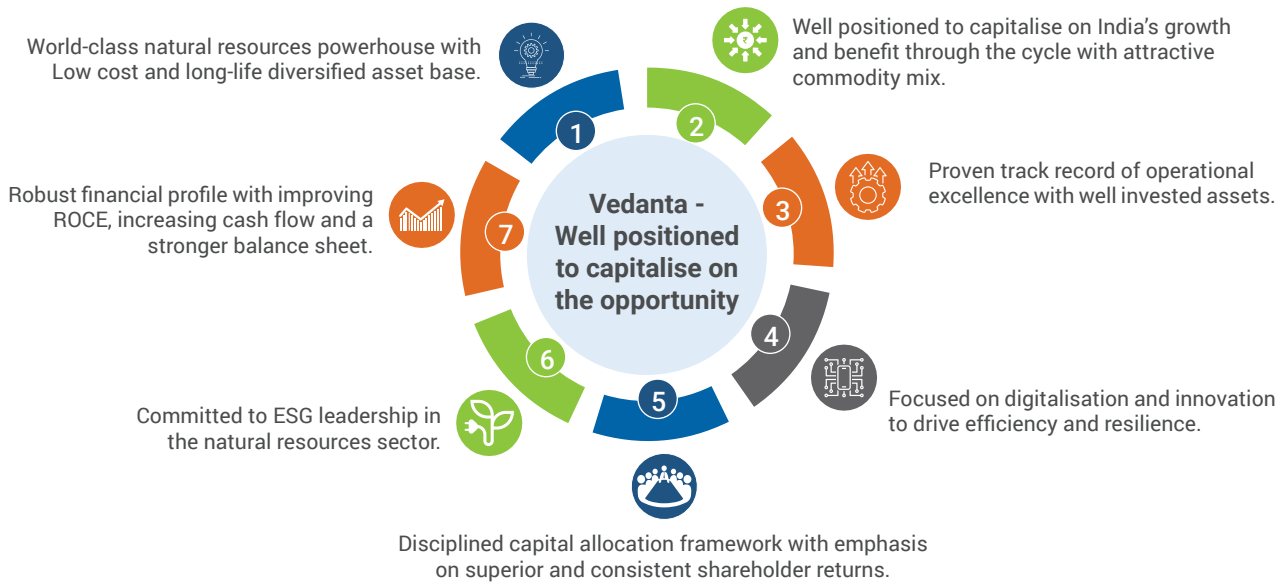 World-class natural resources powerhouse with
Low cost and long-life diversified asset base.
1
Well positioned to capitalise on India's growth
and benefit through the cycle with attractive
commodity mix.
2
Proven track record of operational
excellence with well invested assets.
3
Focused on digitalisation and innovation
to drive efficiency and resilience.
4
Disciplined capital allocation framework with emphasis
on superior and consistent shareholder returns.
5
Committed to ESG leadership in
the natural resources sector.
6
Robust financial profile with improving
ROCE, increasing cash flow and a
stronger balance sheet.
7
Vedanta -
Well positioned
to capitalise on
the opportunity
₹